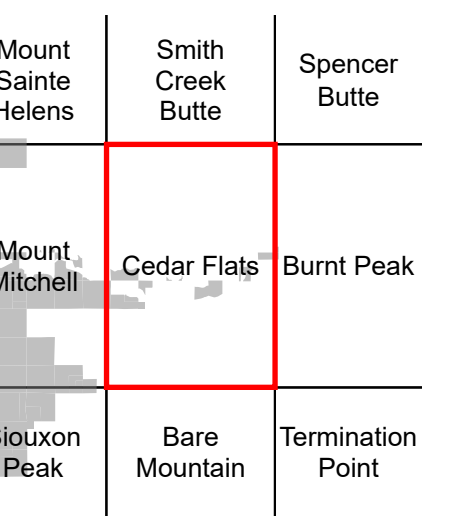 Mount
Sainte
Helens
Smith
Creek
Butte
Spencer
Butte
Mount
Mitchell
Cedar Flats
Burnt Peak
Siouxon
Peak
Bare
Mountain
Termination
Point